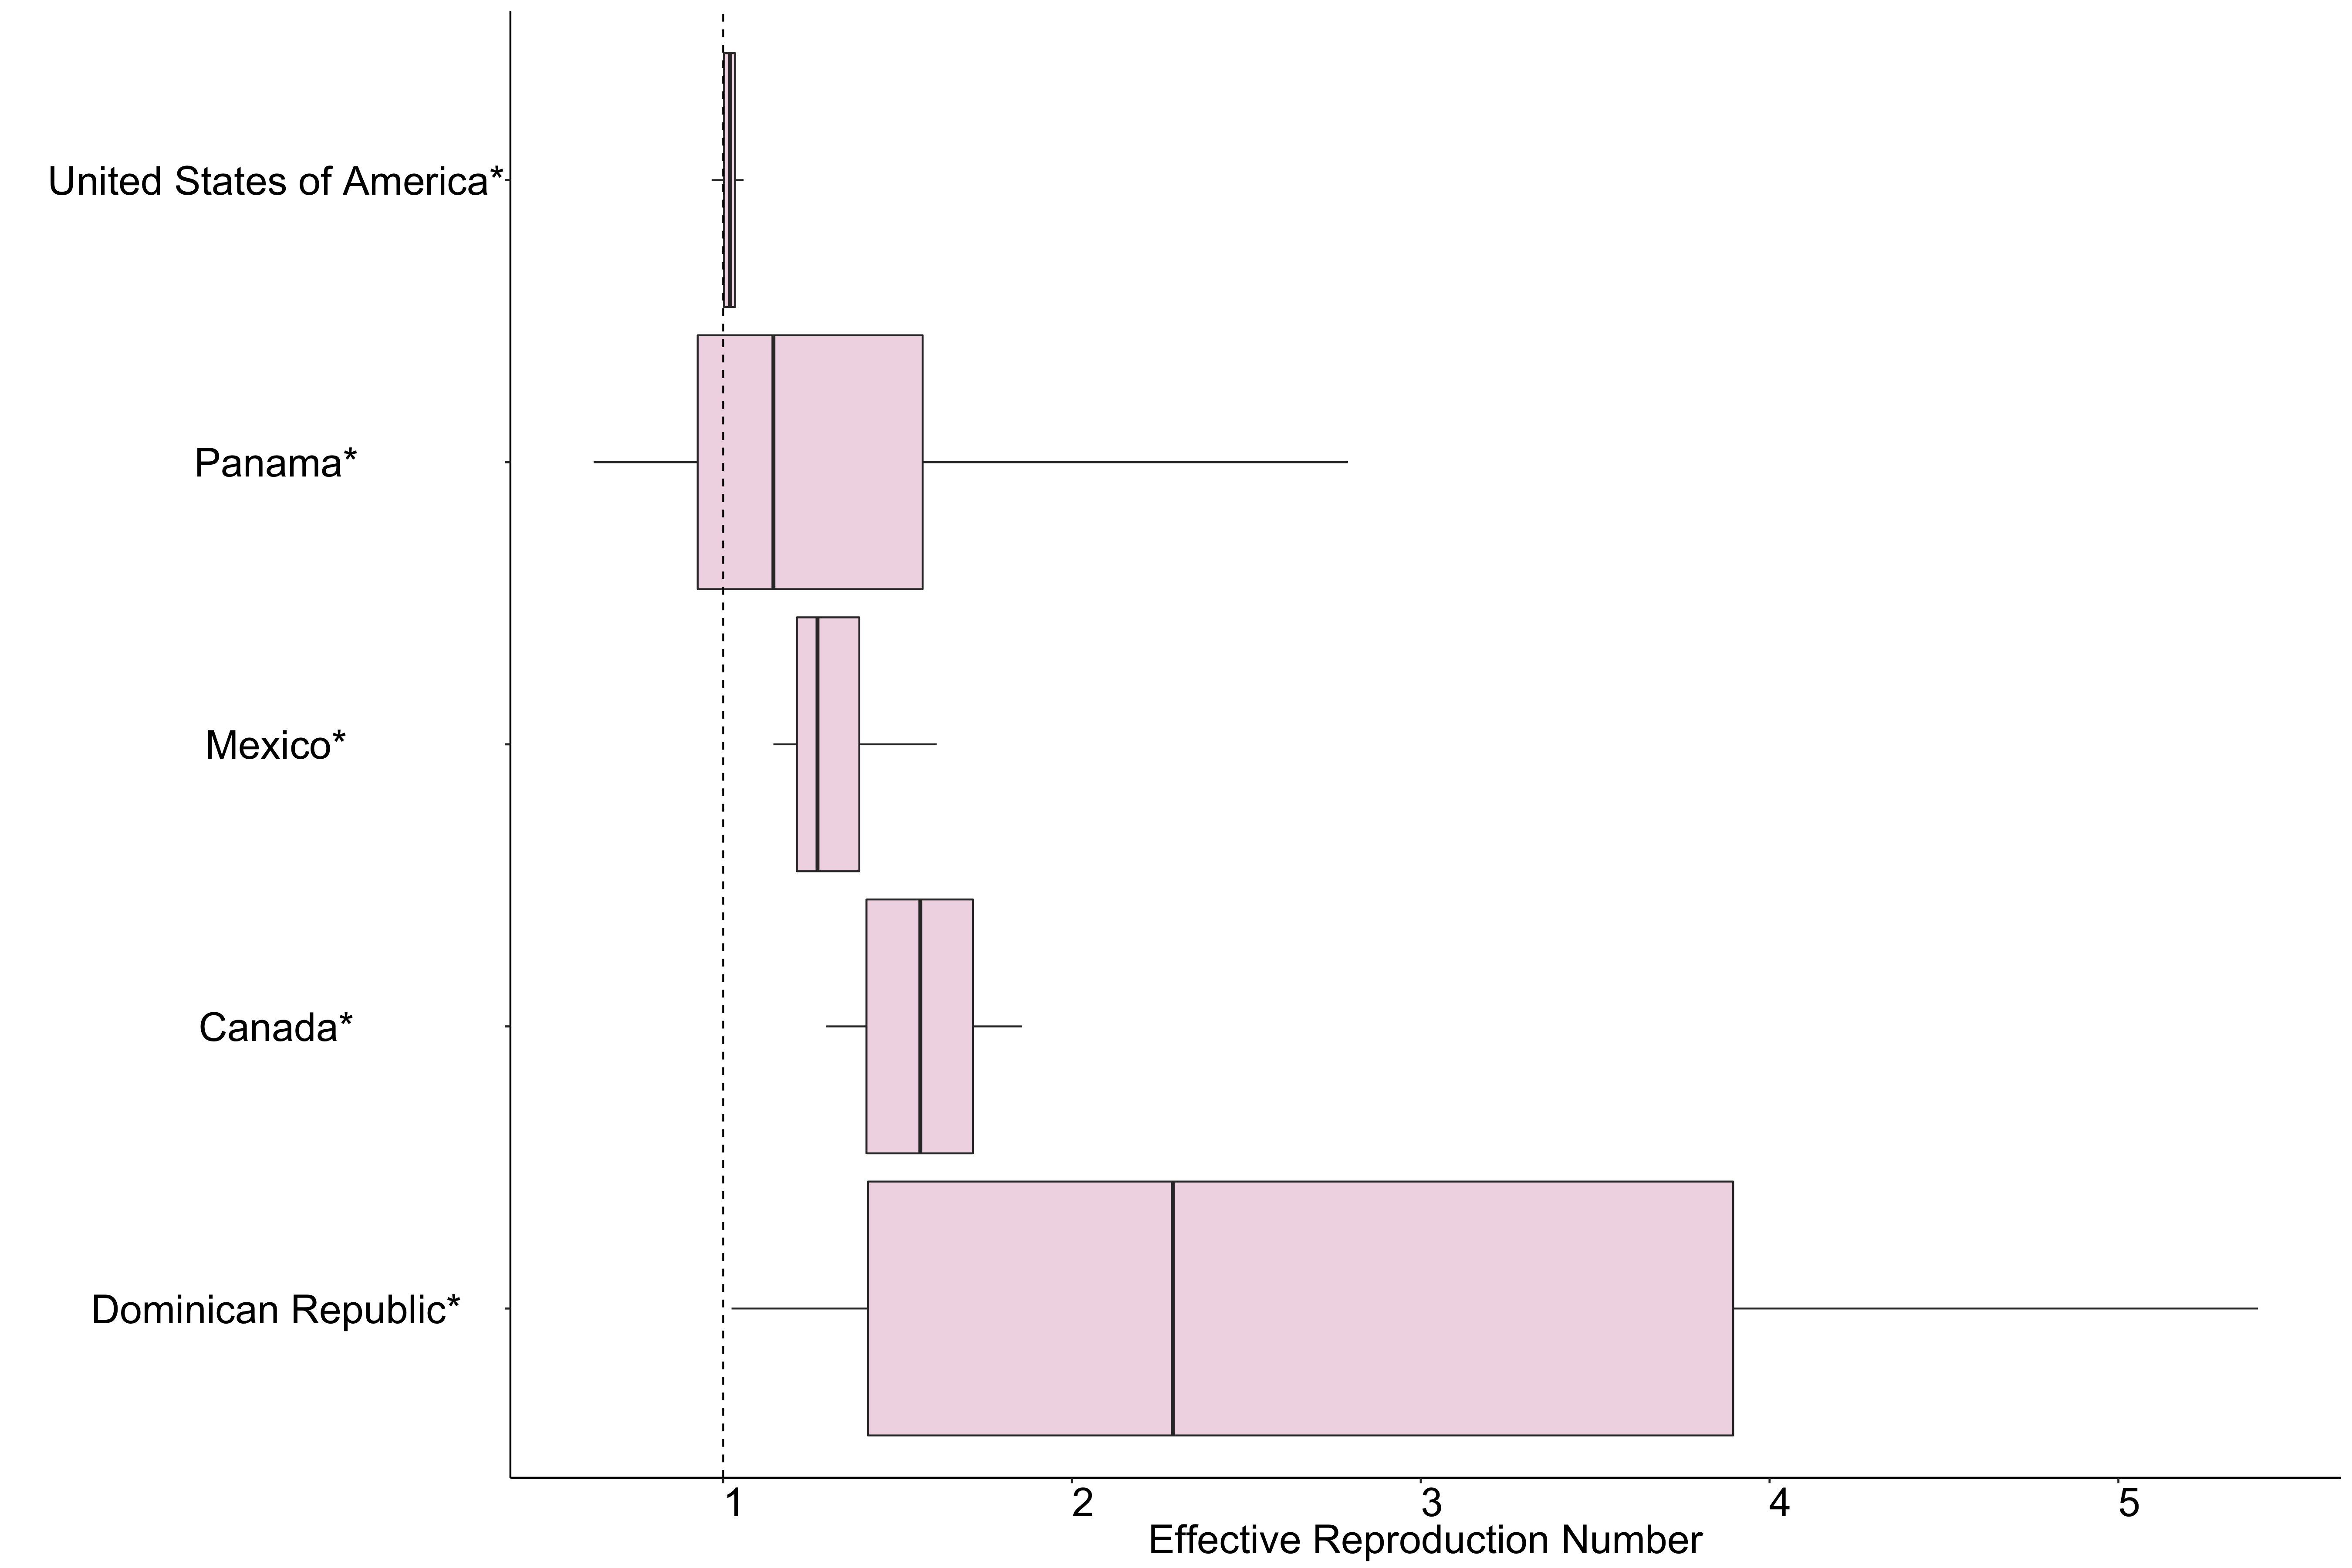 United States of America*
Panama*
Mexico*
Canada*
Dominican Republic*
1 2 3 4 5
Effective Reproduction Number